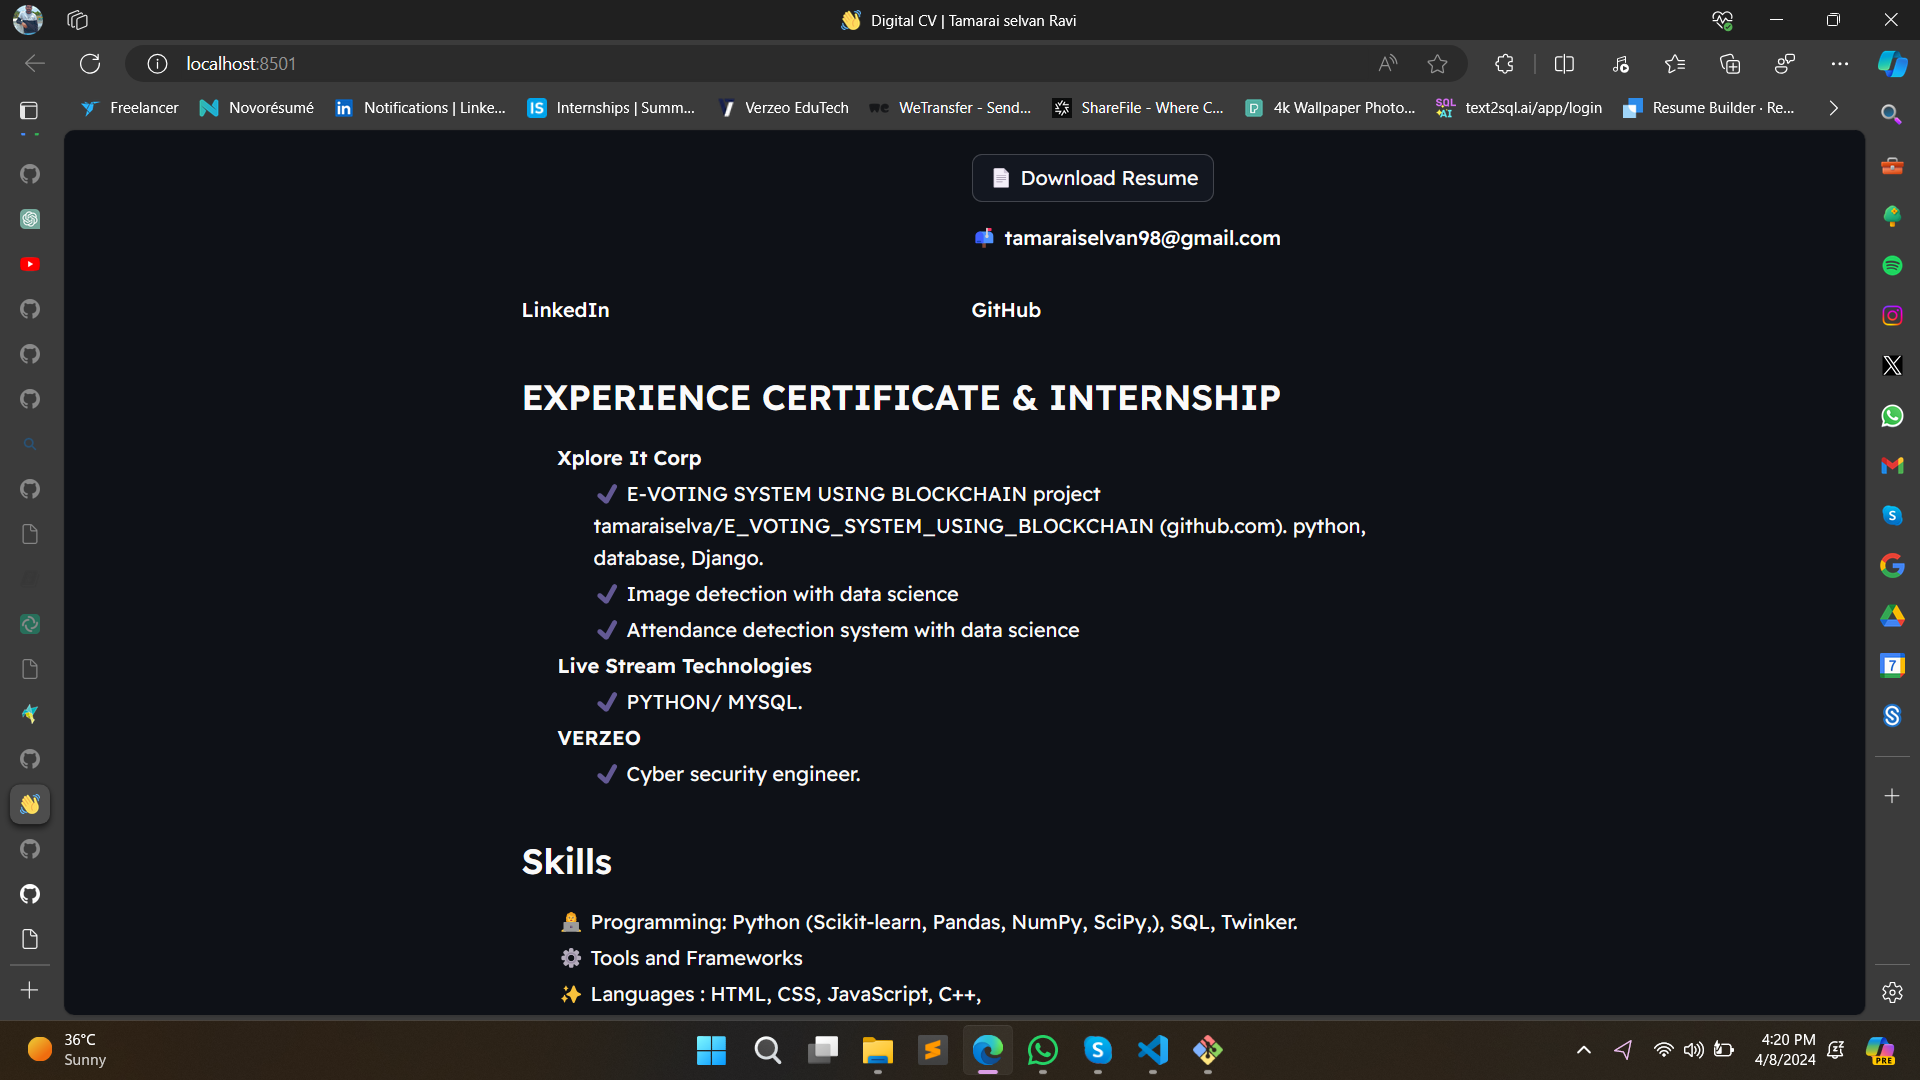 Digital CV | Tamarai selvan Ravi
localhost:8501
Freelancer
Novorésumé
Notifications | Linke...
Internships | Summ...
Verzeo EduTech
WeTransfer - Send...
ShareFile - Where C...
4k Wallpaper Photo...
text2sql.ai/app/login
Resume Builder · Re...
Download Resume
tamaraiselvan98@gmail.com
LinkedIn
GitHub
EXPERIENCE CERTIFICATE & INTERNSHIP
Xplore It Corp
✔ E-VOTING SYSTEM USING BLOCKCHAIN project
tamaraiselva/E_VOTING_SYSTEM_USING_BLOCKCHAIN (github.com). python,
database, Django.
✔ Image detection with data science
✔ Attendance detection system with data science
Live Stream Technologies
✔ PYTHON/ MYSQL.
VERZEO
✔ Cyber security engineer.
Skills
Programming: Python (Scikit-learn, Pandas, NumPy, SciPy,), SQL, Twinker.
Tools and Frameworks
Languages : HTML, CSS, JavaScript, C++,
36°C
Sunny
4:20 PM
4/8/2024
PRE